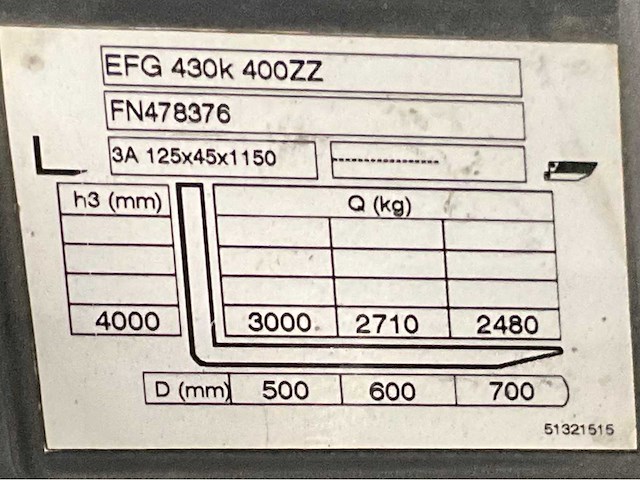 EFG 430k 400ZZ
FN478376
3A 125x45x1150 ----------------
h3 (mm) Q (kg)
4000 3000 2710 2480
D (mm) 500 600 700
51321515